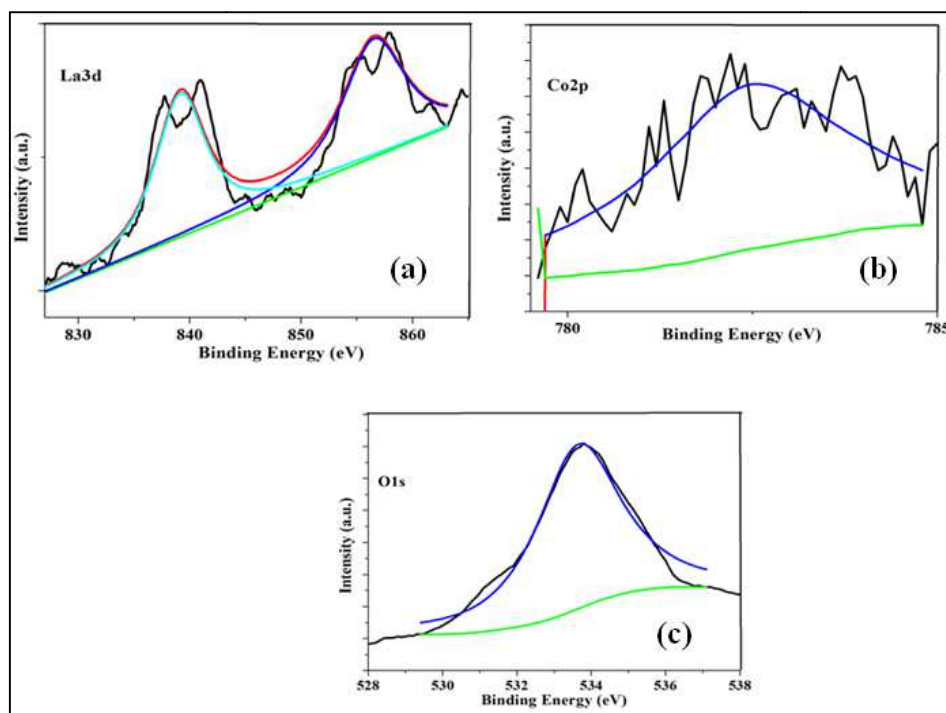 La3d
Intensity (a.u.)
(a)
830 840 850 860
Binding Energy (eV)
Co2p
Intensity (a.u.)
(b)
780 785
Binding Energy (eV)
O1s
Intensity (a.u.)
(c)
528 530 532 534 536 538
Binding Energy (eV)